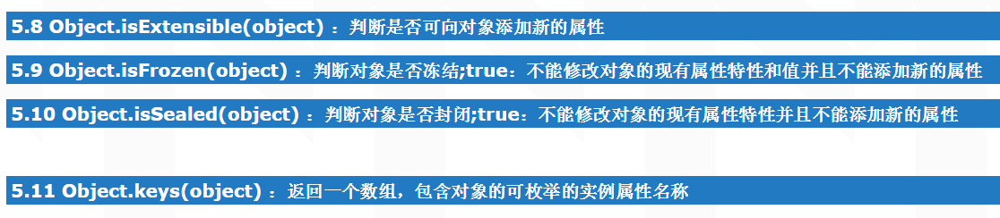 5.8 Object.isExtensible(object) ：判断是否可向对象添加新的属性
5.9 Object.isFrozen(object) ：判断对象是否冻结;true：不能修改对象的现有属性特性和值并且不能添加新的属性
5.10 Object.isSealed(object) ：判断对象是否封闭;true：不能修改对象的现有属性特性并且不能添加新的属性
5.11 Object.keys(object) ：返回一个数组，包含对象的可枚举的实例属性名称